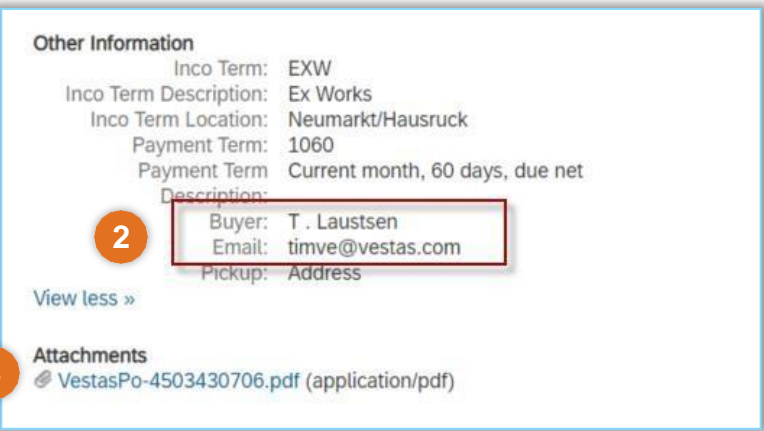 Other Information
Inco Term: EXW
Inco Term Description: Ex Works
Inco Term Location: Neumarkt/Hausruck
Payment Term: 1060
Payment Term Current month, 60 days, due net
Description:
2
Buyer: T . Laustsen
Email: timve@vestas.com
Pickup: Address
View less »
Attachments
VestasPo-4503430706.pdf (application/pdf)